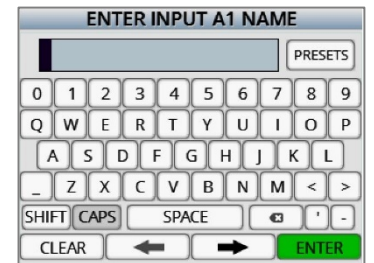 ENTER INPUT A1 NAME
PRESETS
0 1 2 3 4 5 6 7 8 9
Q W E R T Y U I O P
A S D F G H J K L
_ Z X C V B N M < >
SHIFT CAPS SPACE ' -
CLEAR ENTER